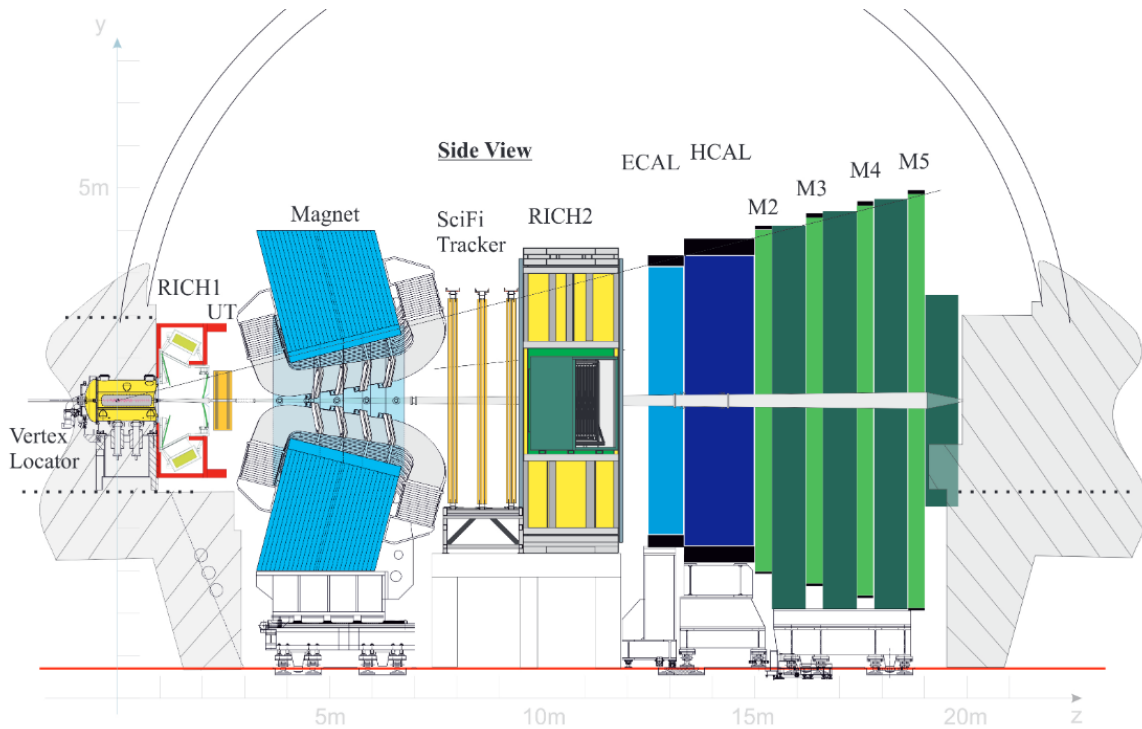 y
Side View
ECAL
HCAL
M5
M4
M3
M2
5m
Magnet
SciFi
Tracker
RICH2
RICH1
UT
Vertex
Locator
5m
10m
15m
20m
z